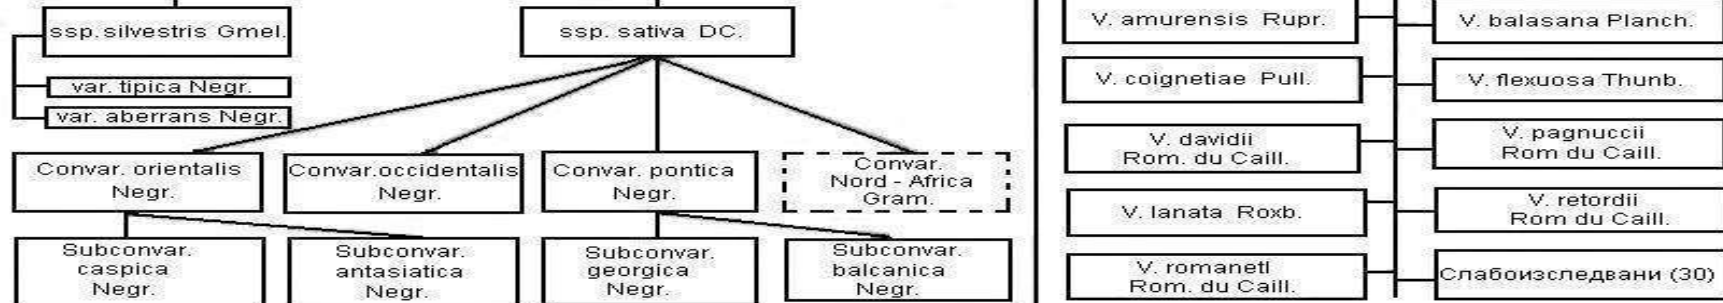 ssp.silvestris Gmel.
var. tipica Negr.
var. aberrans Negr.
ssp. sativa DC.
Convar. orientalis
Negr.
Convar.occidentalis
Negr.
Convar. pontica
Negr.
Convar.
Nord - Africa
Gram.
Subconvar.
caspica
Negr.
Subconvar.
antasiatica
Negr.
Subconvar.
georgica
Negr.
Subconvar.
balcanica
Negr.
V. amurensis Rupr.
V. coignetiae Pull.
V. davidii
Rom. du Caill.
V. lanata Roxb.
V. romaneti
Rom. du Caill.
V. balasana Planch.
V. flexuosa Thunb.
V. pagnuccii
Rom du Caill.
V. retordii
Rom du Caill.
Слабоизследвани (30)